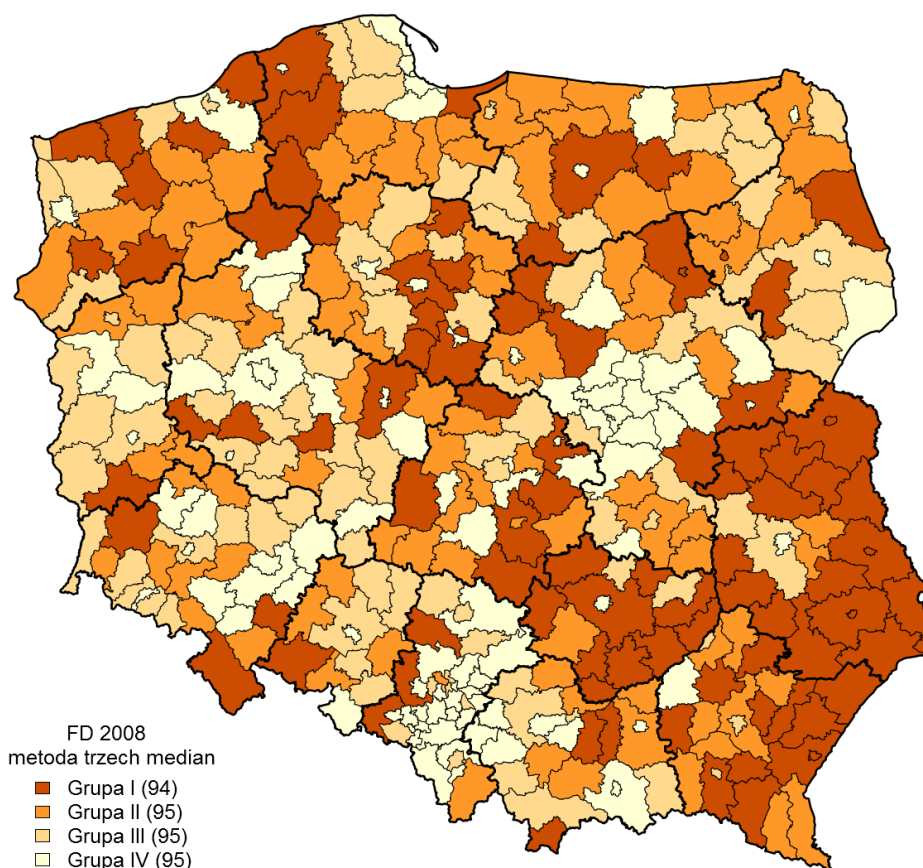 FD 2008
metoda trzech median
Grupa I (94)
Grupa II (95)
Grupa III (95)
Grupa IV (95)